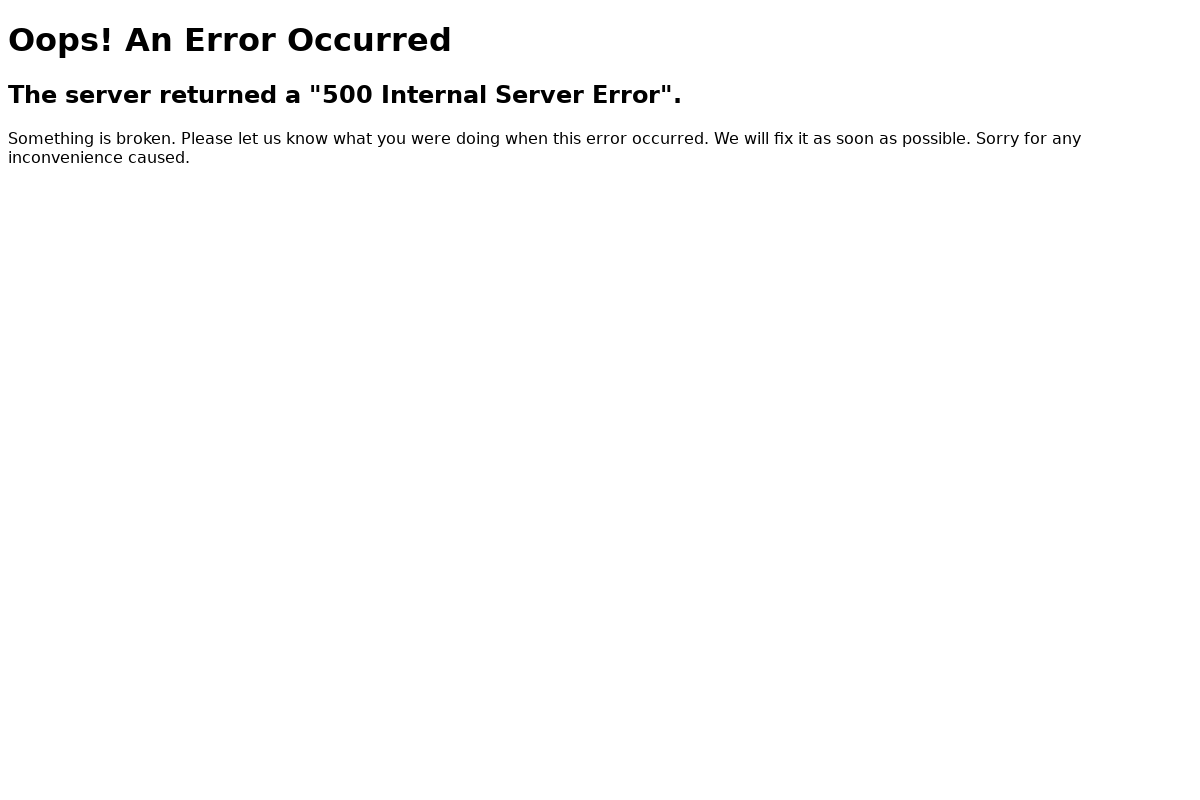 Oops! An Error Occurred
The server returned a "500 Internal Server Error".
Something is broken. Please let us know what you were doing when this error occurred. We will fix it as soon as possible. Sorry for any
inconvenience caused.